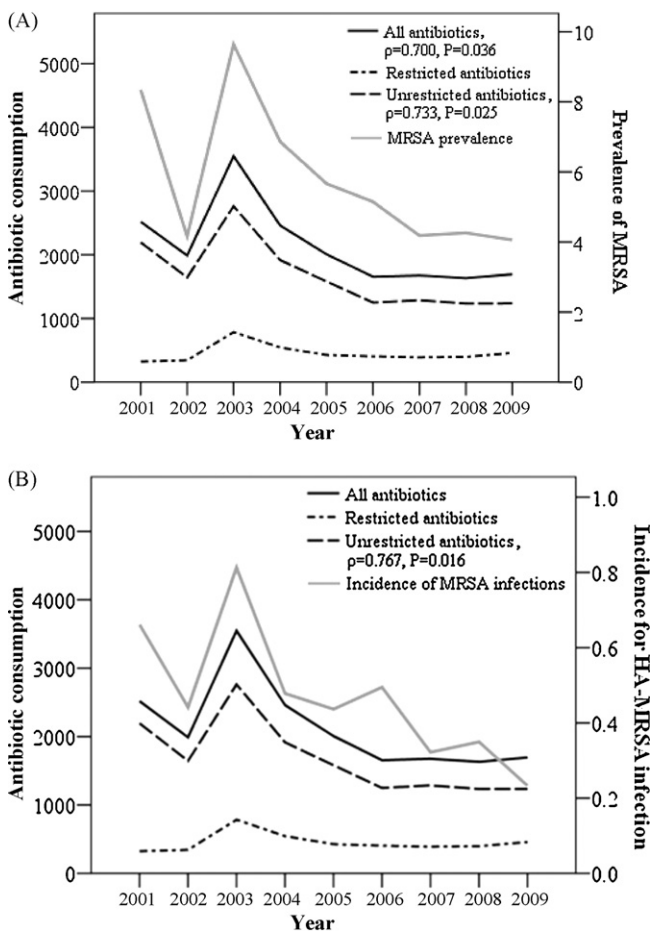 (A)
All antibiotics,
ρ=0.700, P=0.036
Restricted antibiotics
Unrestricted antibiotics,
ρ=0.733, P=0.025
MRSA prevalence
Antibiotic consumption
5000
4000
3000
2000
1000
0
Prevalence of MRSA
10
8
6
4
2
0
2001 2002 2003 2004 2005 2006 2007 2008 2009
Year
(B)
All antibiotics
Restricted antibiotics
Unrestricted antibiotics,
ρ=0.767, P=0.016
Incidence of MRSA infections
Antibiotic consumption
5000
4000
3000
2000
1000
0
Incidence for HA-MRSA
infection
1.0
0.8
0.6
0.4
0.2
0.0
2001 2002 2003 2004 2005 2006 2007 2008 2009
Year